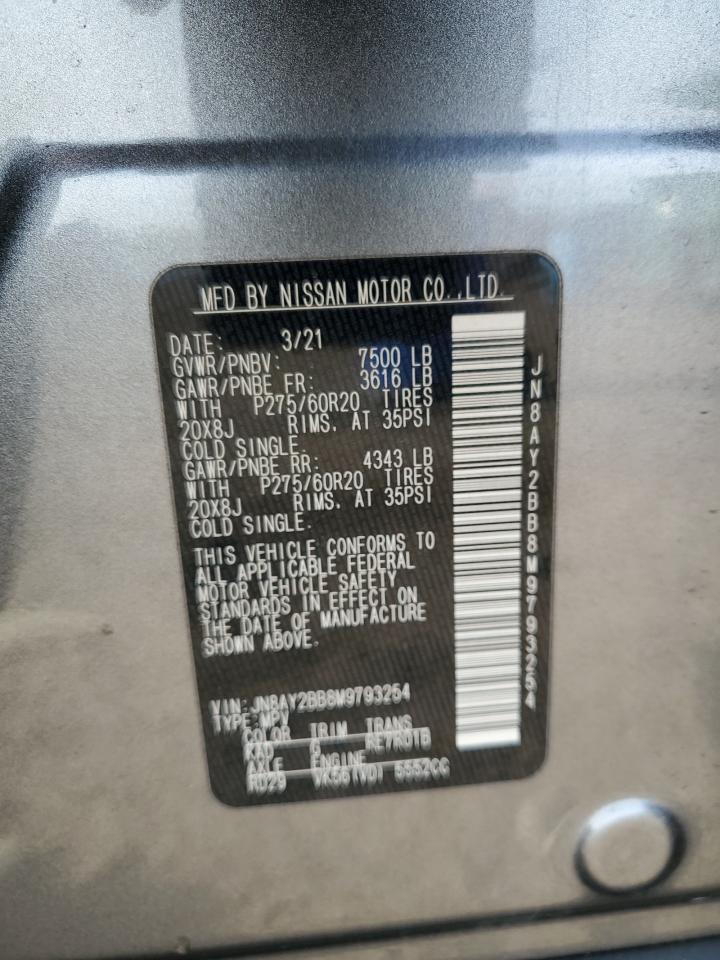 MFD BY NISSAN MOTOR CO.,LTD.
DATE: 3/21
GVWR/PNBV: 7500 LB
GAWR/PNBE FR: 3616 LB
WITH P275/60R20 TIRES
20X8J RIMS. AT 35PSI
COLD SINGLE.
GAWR/PNBE RR: 4343 LB
WITH P275/60R20 TIRES
20X8J RIMS. AT 35PSI
COLD SINGLE.
THIS VEHICLE CONFORMS TO
ALL APPLICABLE FEDERAL
MOTOR VEHICLE SAFETY
STANDARDS IN EFFECT ON
THE DATE OF MANUFACTURE
SHOWN ABOVE.
VIN: JN8AY2BB8M9793254
TYPE:MPV
COLOR TRIM TRANS
KAD G RE7R01B
AXLE ENGINE
RD29 VK56(VD) 5552CC
JN8AY2BB8M9793254